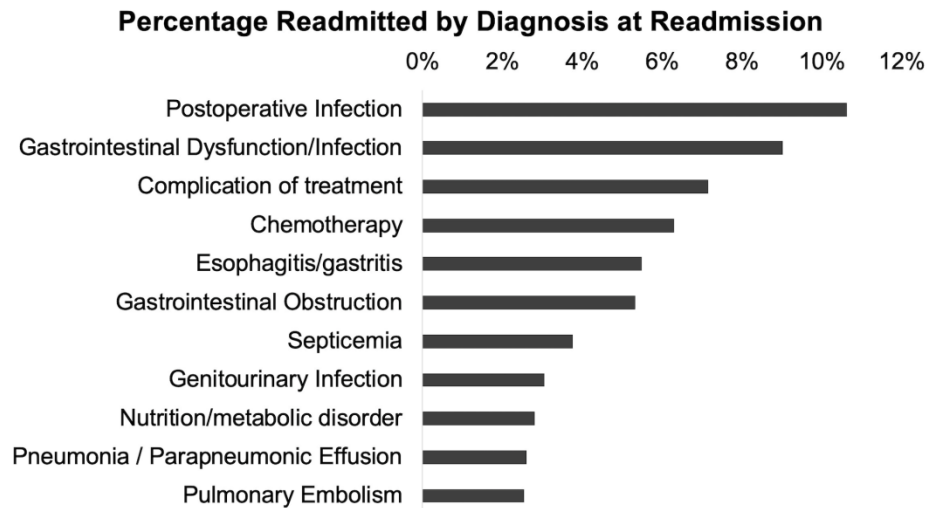 Percentage Readmitted by Diagnosis at Readmission
0% 2% 4% 6% 8% 10% 12%
Postoperative Infection
Gastrointestinal Dysfunction/Infection
Complication of treatment
Chemotherapy
Esophagitis/gastritis
Gastrointestinal Obstruction
Septicemia
Genitourinary Infection
Nutrition/metabolic disorder
Pneumonia / Parapneumonic Effusion
Pulmonary Embolism